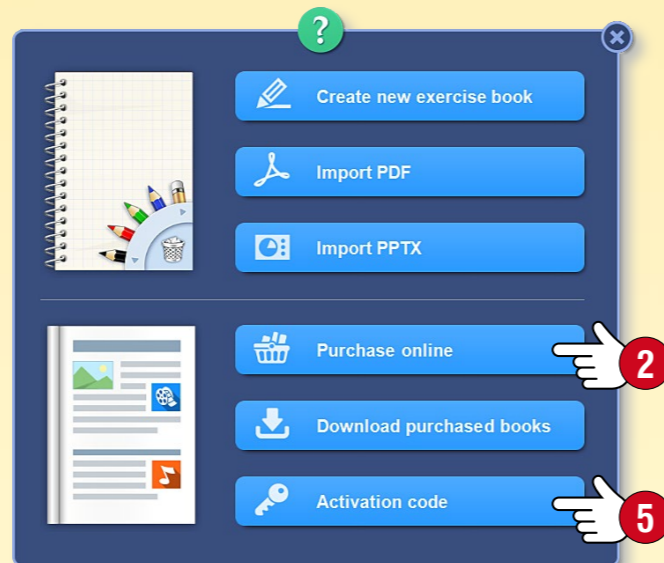 ?
Create new exercise book
Import PDF
Import PPTX
Purchase online
2
Download purchased books
Activation code
5